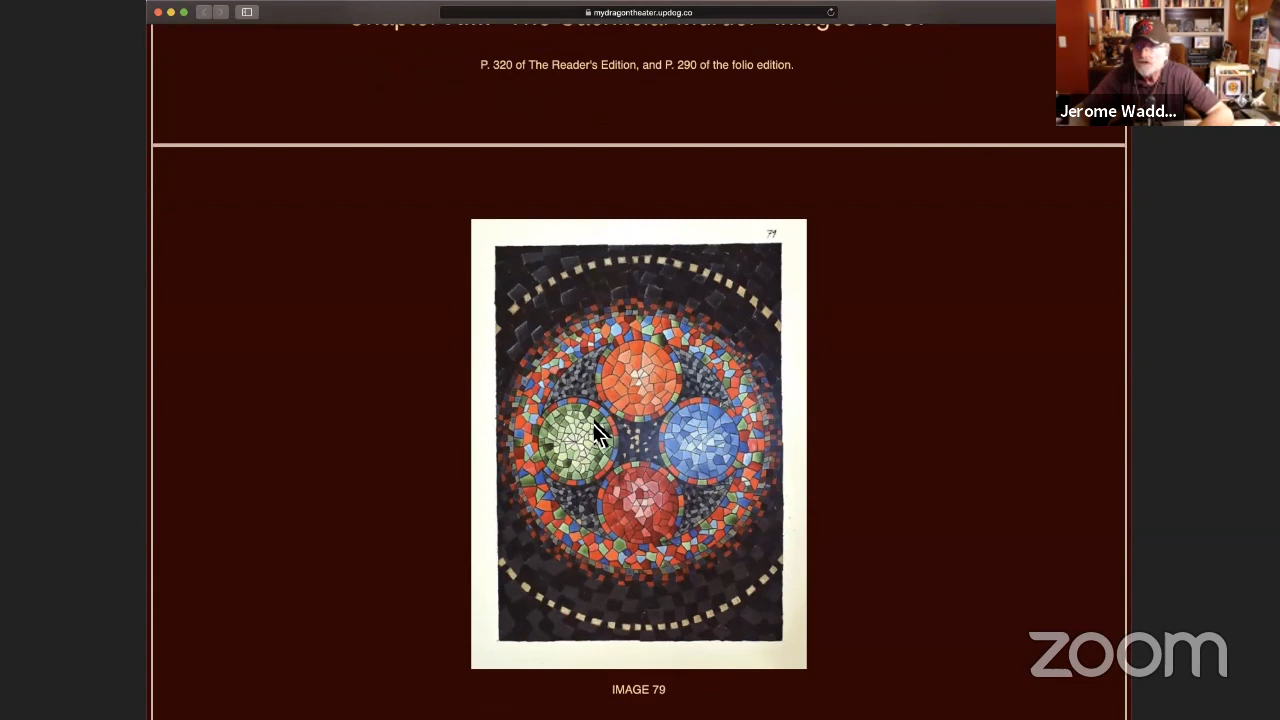 mydragontheater.updog.co
P. 320 of The Reader's Edition, and P. 290 of the folio edition.
Jerome Wadd...
79
IMAGE 79
zoom